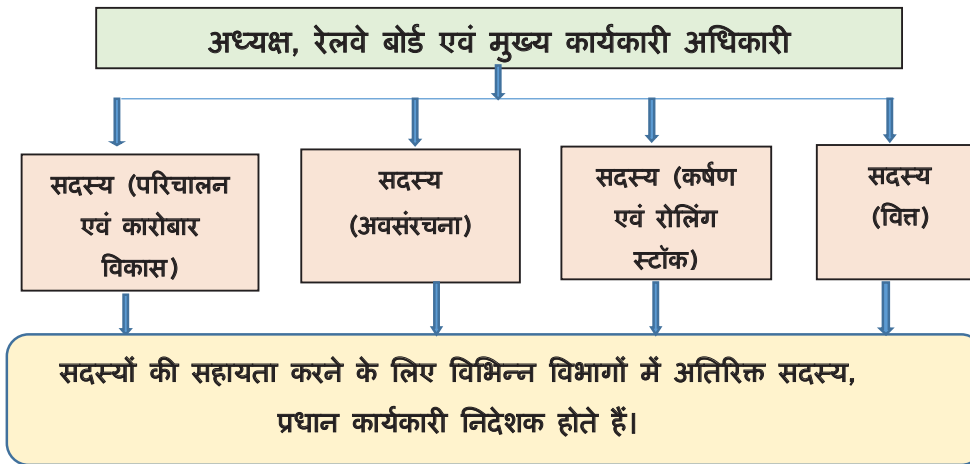 अध्यक्ष, रेलवे बोर्ड एवं मुख्य कार्यकारी अधिकारी
सदस्य (परिचालन
एवं कारोबार
विकास)
सदस्य
(अवसंरचना)
सदस्य (कर्षण
एवं रोलिंग
स्टॉक)
सदस्य
(वित्त)
सदस्यों की सहायता करने के लिए विभिन्न विभागों में अतिरिक्त सदस्य,
प्रधान कार्यकारी निदेशक होते हैं।